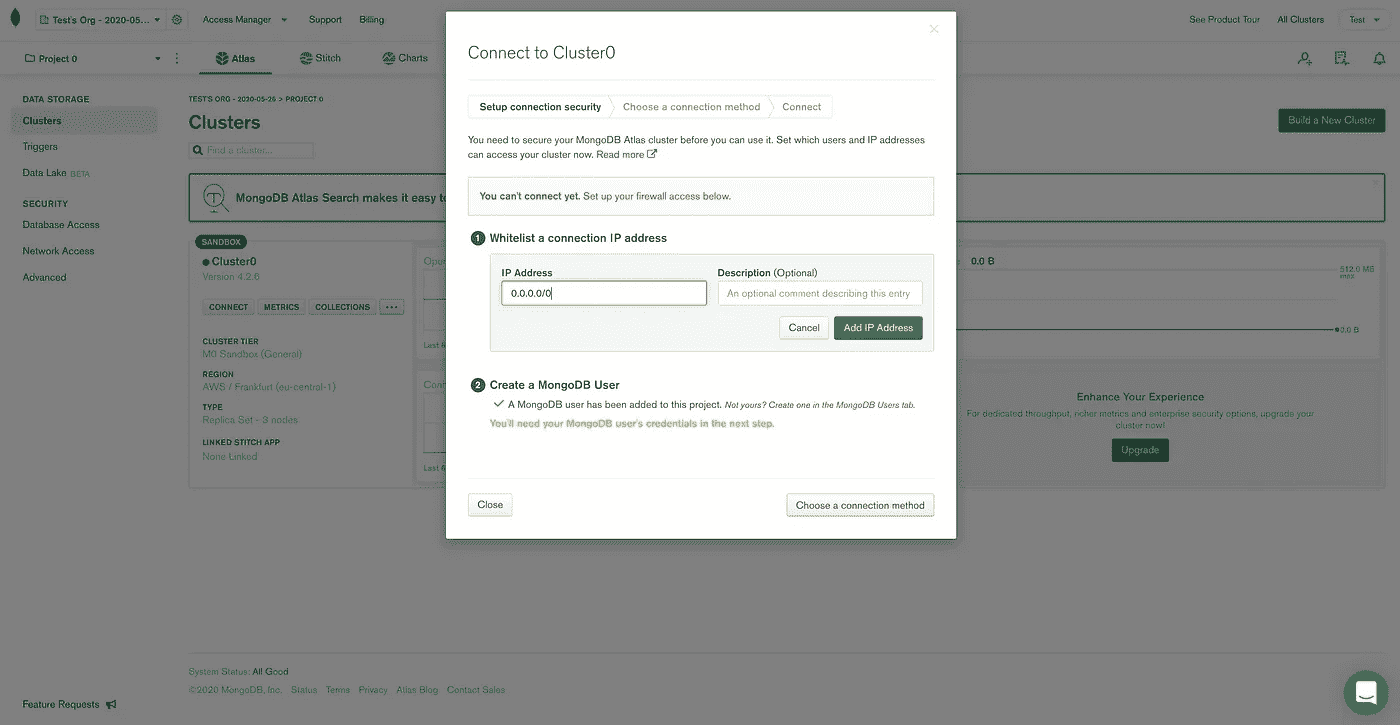 Test's Org - 2020-05...
Access Manager
Support
Billing
See Product Tour
All Clusters
Test
Project 0
Atlas
Stitch
Charts
DATA STORAGE
Clusters
Triggers
Data Lake BETA
SECURITY
Database Access
Network Access
Advanced
TEST'S ORG - 2020-05-26 > PROJECT 0
Clusters
Find a cluster...
Build a New Cluster
MongoDB Atlas Search makes it easy to
SANDBOX
Cluster0
Version 4.2.6
CONNECT
METRICS
COLLECTIONS
...
CLUSTER TIER
M0 Sandbox (General)
REGION
AWS / Frankfurt (eu-central-1)
TYPE
Replica Set - 3 nodes
LINKED STITCH APP
None Linked
Last 6
Last 6
0.0 B
512.0 MB
0.0 B
Enhance Your Experience
For dedicated throughput, richer metrics and enterprise security options, upgrade your
cluster now!
Upgrade
Connect to Cluster0
Setup connection security
Choose a connection method
Connect
You need to secure your MongoDB Atlas cluster before you can use it. Set which users and IP addresses
can access your cluster now. Read more
You can't connect yet. Set up your firewall access below.
1 Whitelist a connection IP address
IP Address
0.0.0.0/0
Description (Optional)
An optional comment describing this entry
Cancel
Add IP Address
2 Create a MongoDB User
A MongoDB user has been added to this project. Not yours? Create one in the MongoDB Users tab.
You'll need your MongoDB user's credentials in the next step.
Close
Choose a connection method
System Status: All Good
©2020 MongoDB, Inc.
Status
Terms
Privacy
Atlas Blog
Contact Sales
Feature Requests